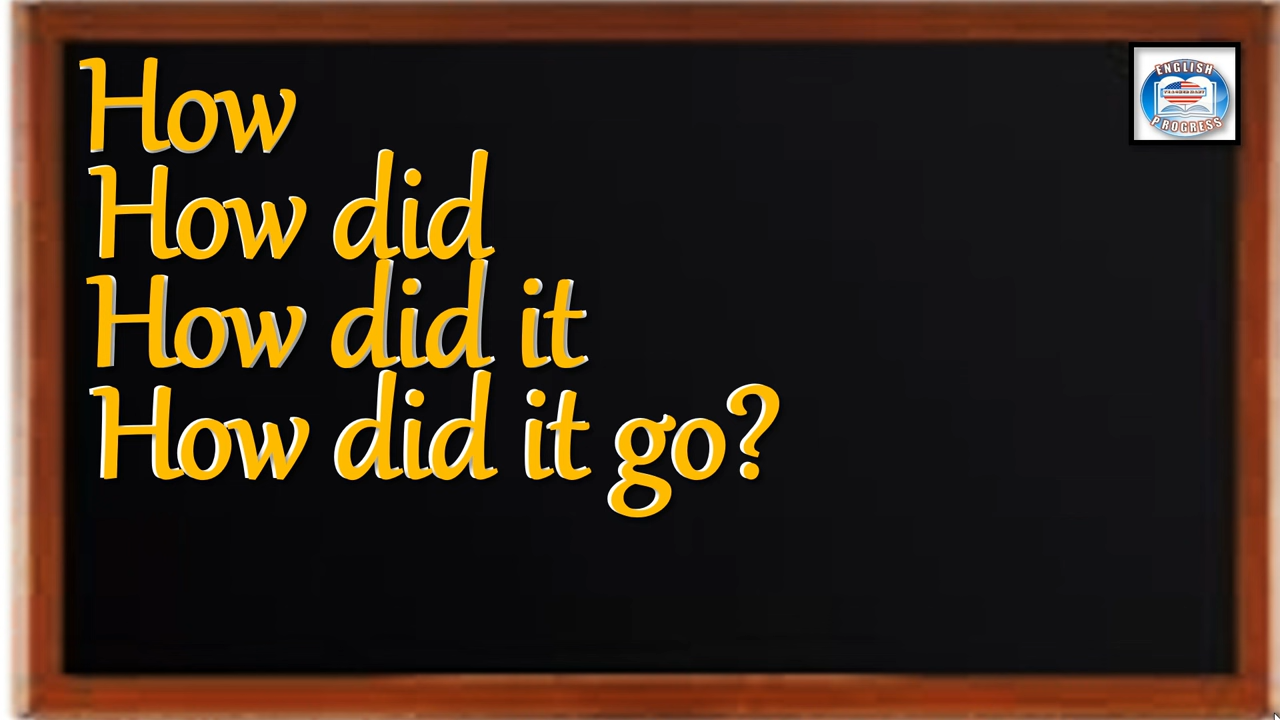 How
How did
How did it
How did it go?
ENGLISH
PROGRESS